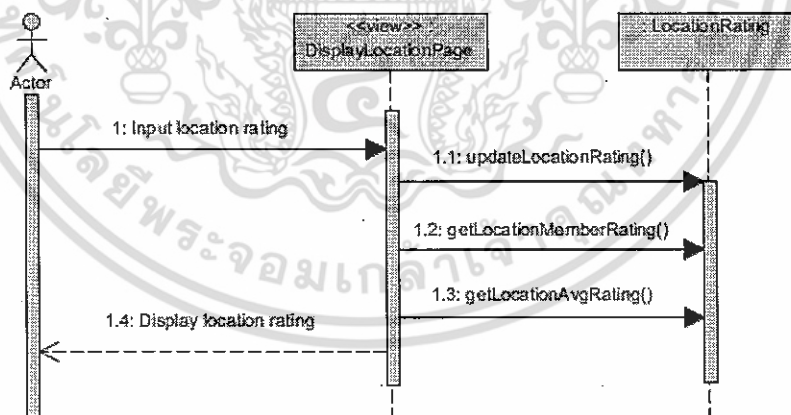 Actor
<<view>> :
DisplayLocationPage
: LocationRating
1: Input location rating
1.1: updateLocationRating()
1.2: getLocationMemberRating()
1.3: getLocationAvgRating()
1.4: Display location rating